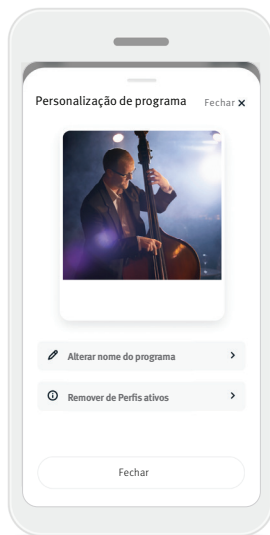 Personalização de programa
Fechar ×
Alterar nome do programa
Remover de Perfis ativos
Fechar